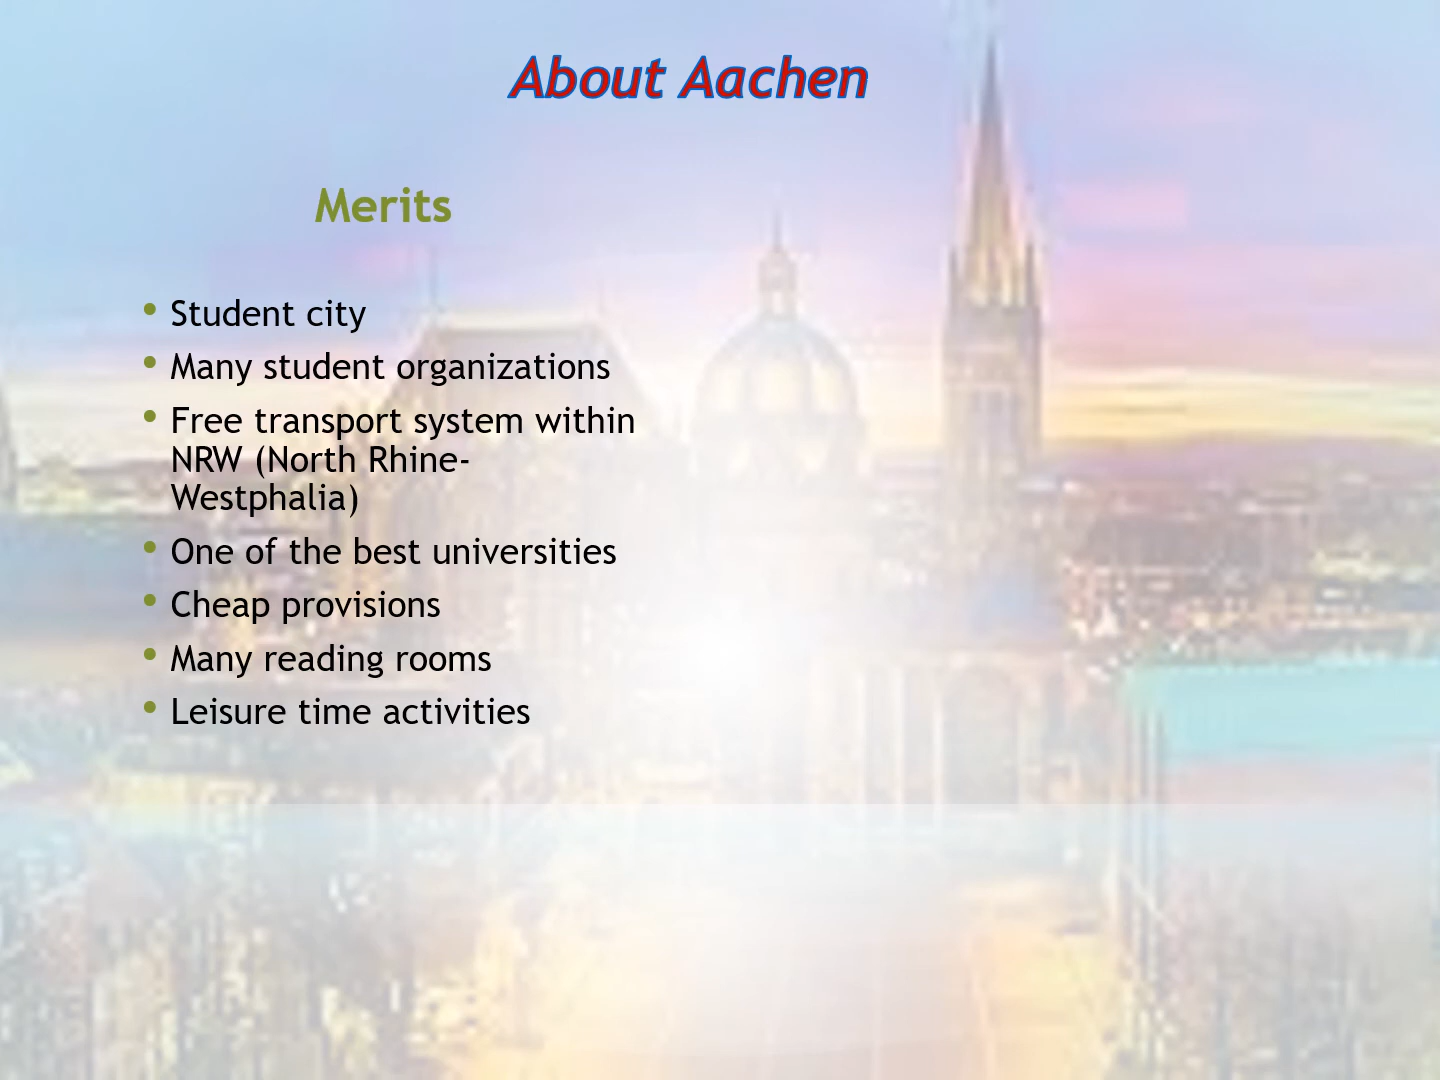 About Aachen
Merits
• Student city
• Many student organizations
• Free transport system within
NRW (North Rhine-
Westphalia)
• One of the best universities
• Cheap provisions
• Many reading rooms
• Leisure time activities